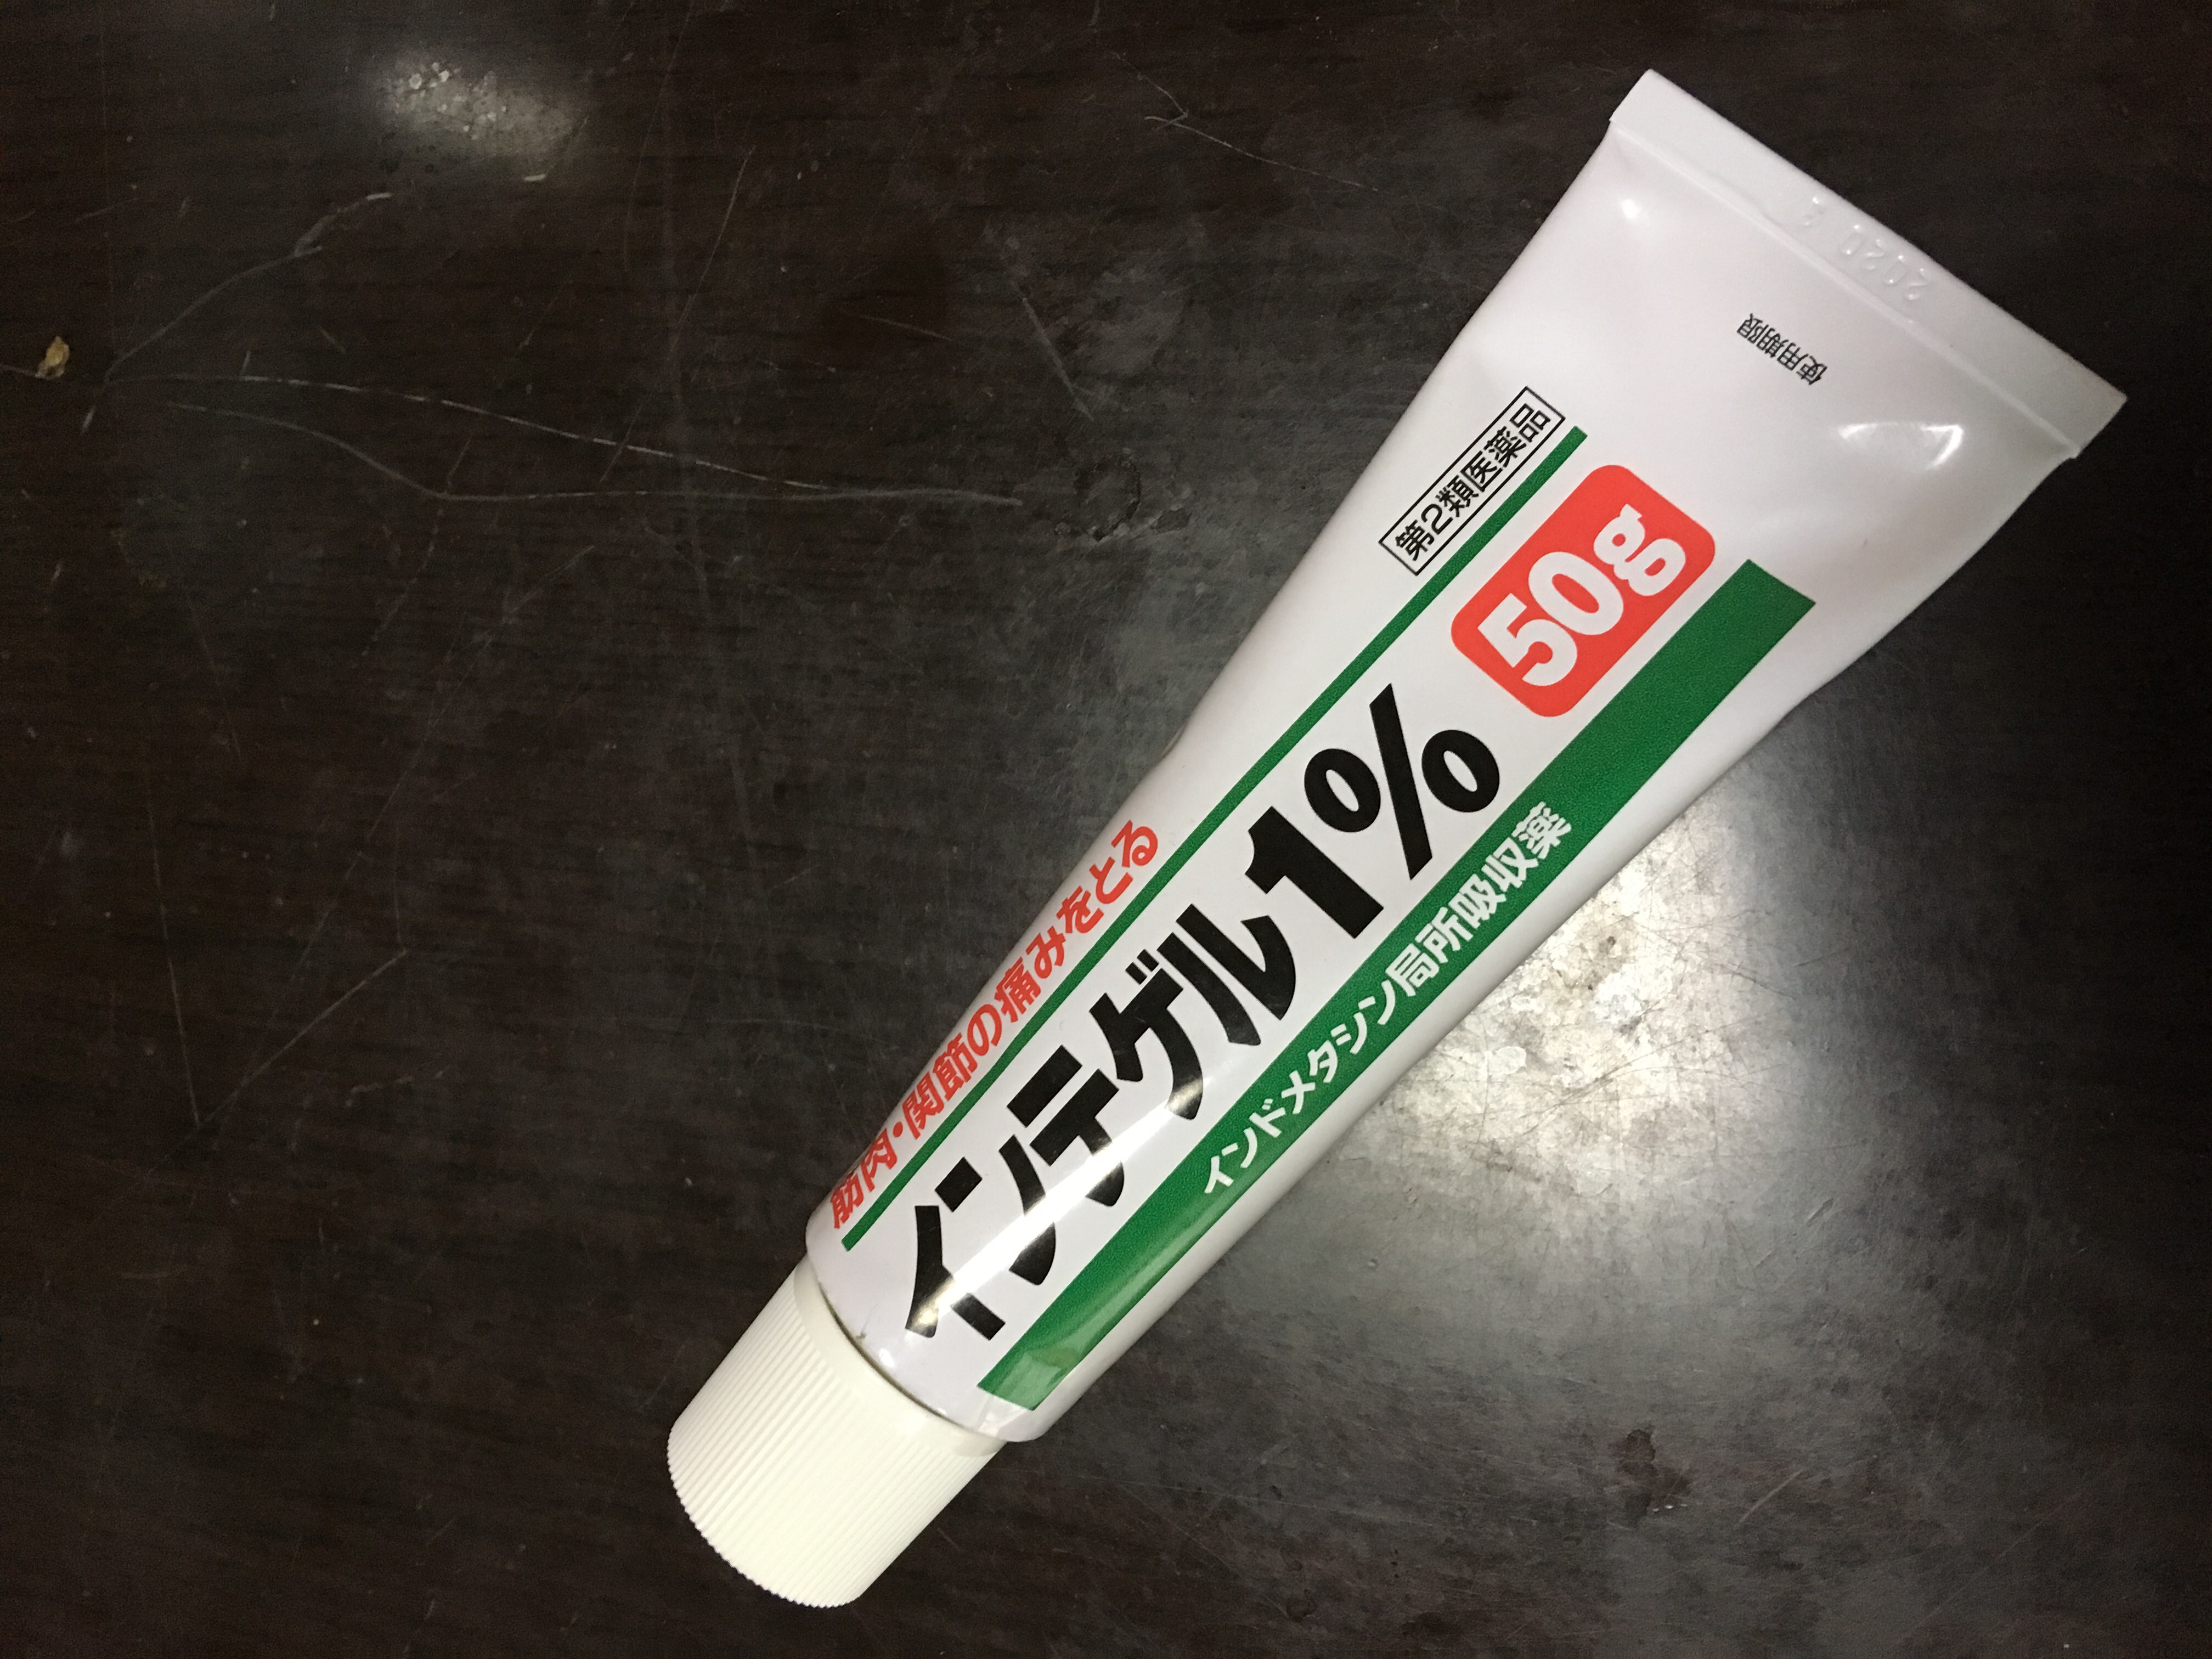 第2類医薬品
筋肉・関節の痛みをとる
インテゲル1%
50g
インドメタシン局所吸収薬
使用期限
2020